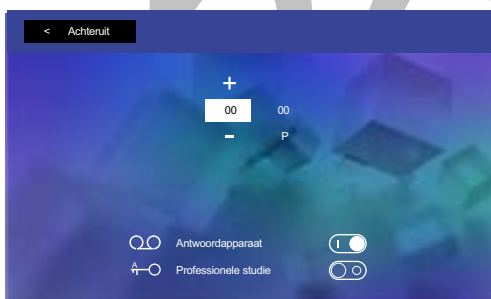 < Achteruit
+
00 00
- P
Antwoordapparaat
A Professionele studie